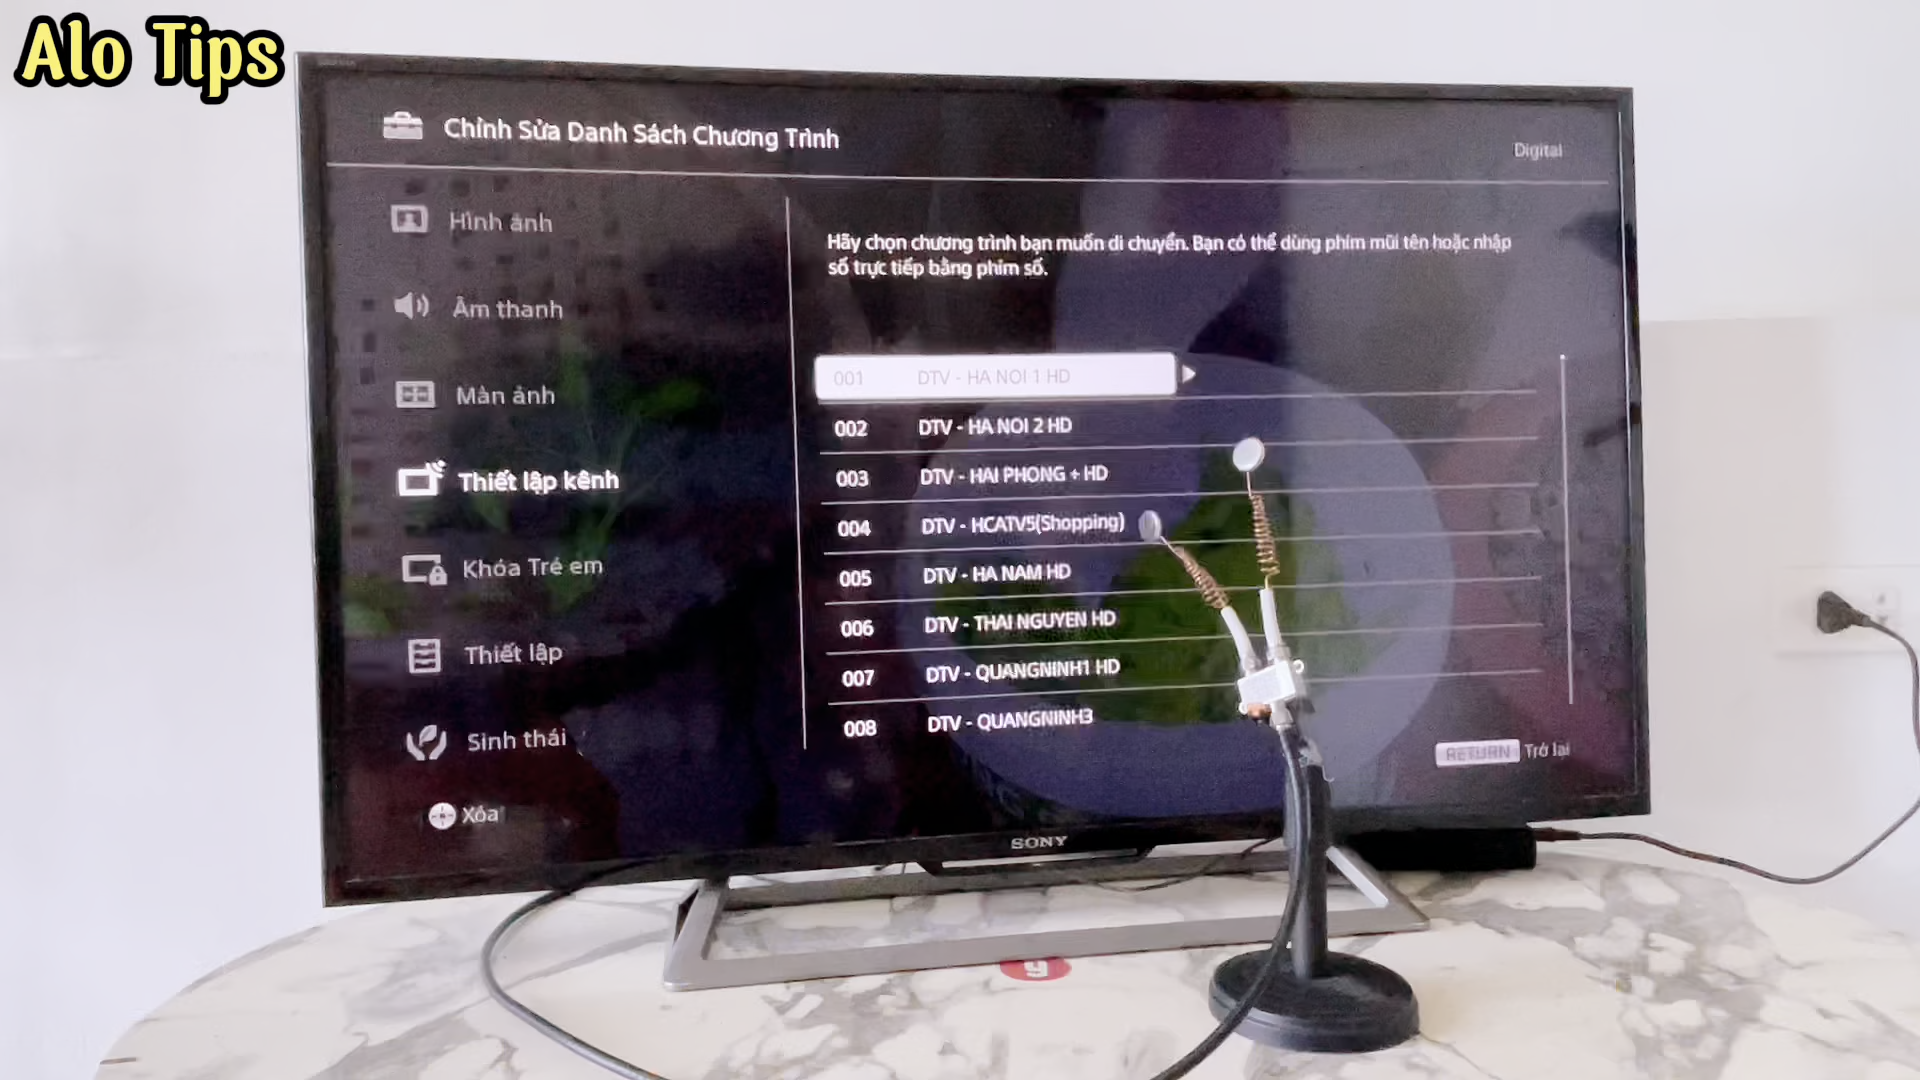 Alo Tips
Chỉnh Sửa Danh Sách Chương Trình
Digital
Hình ảnh
Âm thanh
Màn ảnh
Thiết lập kênh
Khóa Trẻ em
Thiết lập
Sinh thái
Xóa
Hãy chọn chương trình bạn muốn di chuyển. Bạn có thể dùng phím mũi tên hoặc nhập
số trực tiếp bằng phím số.
001 DTV - HA NOI 1 HD
002 DTV - HA NOI 2 HD
003 DTV - HAI PHONG + HD
004 DTV - HCATV5(Shopping)
005 DTV - HA NAM HD
006 DTV - THAI NGUYEN HD
007 DTV - QUANGNINH1 HD
008 DTV - QUANGNINH3
RETURN Trở lại
SONY